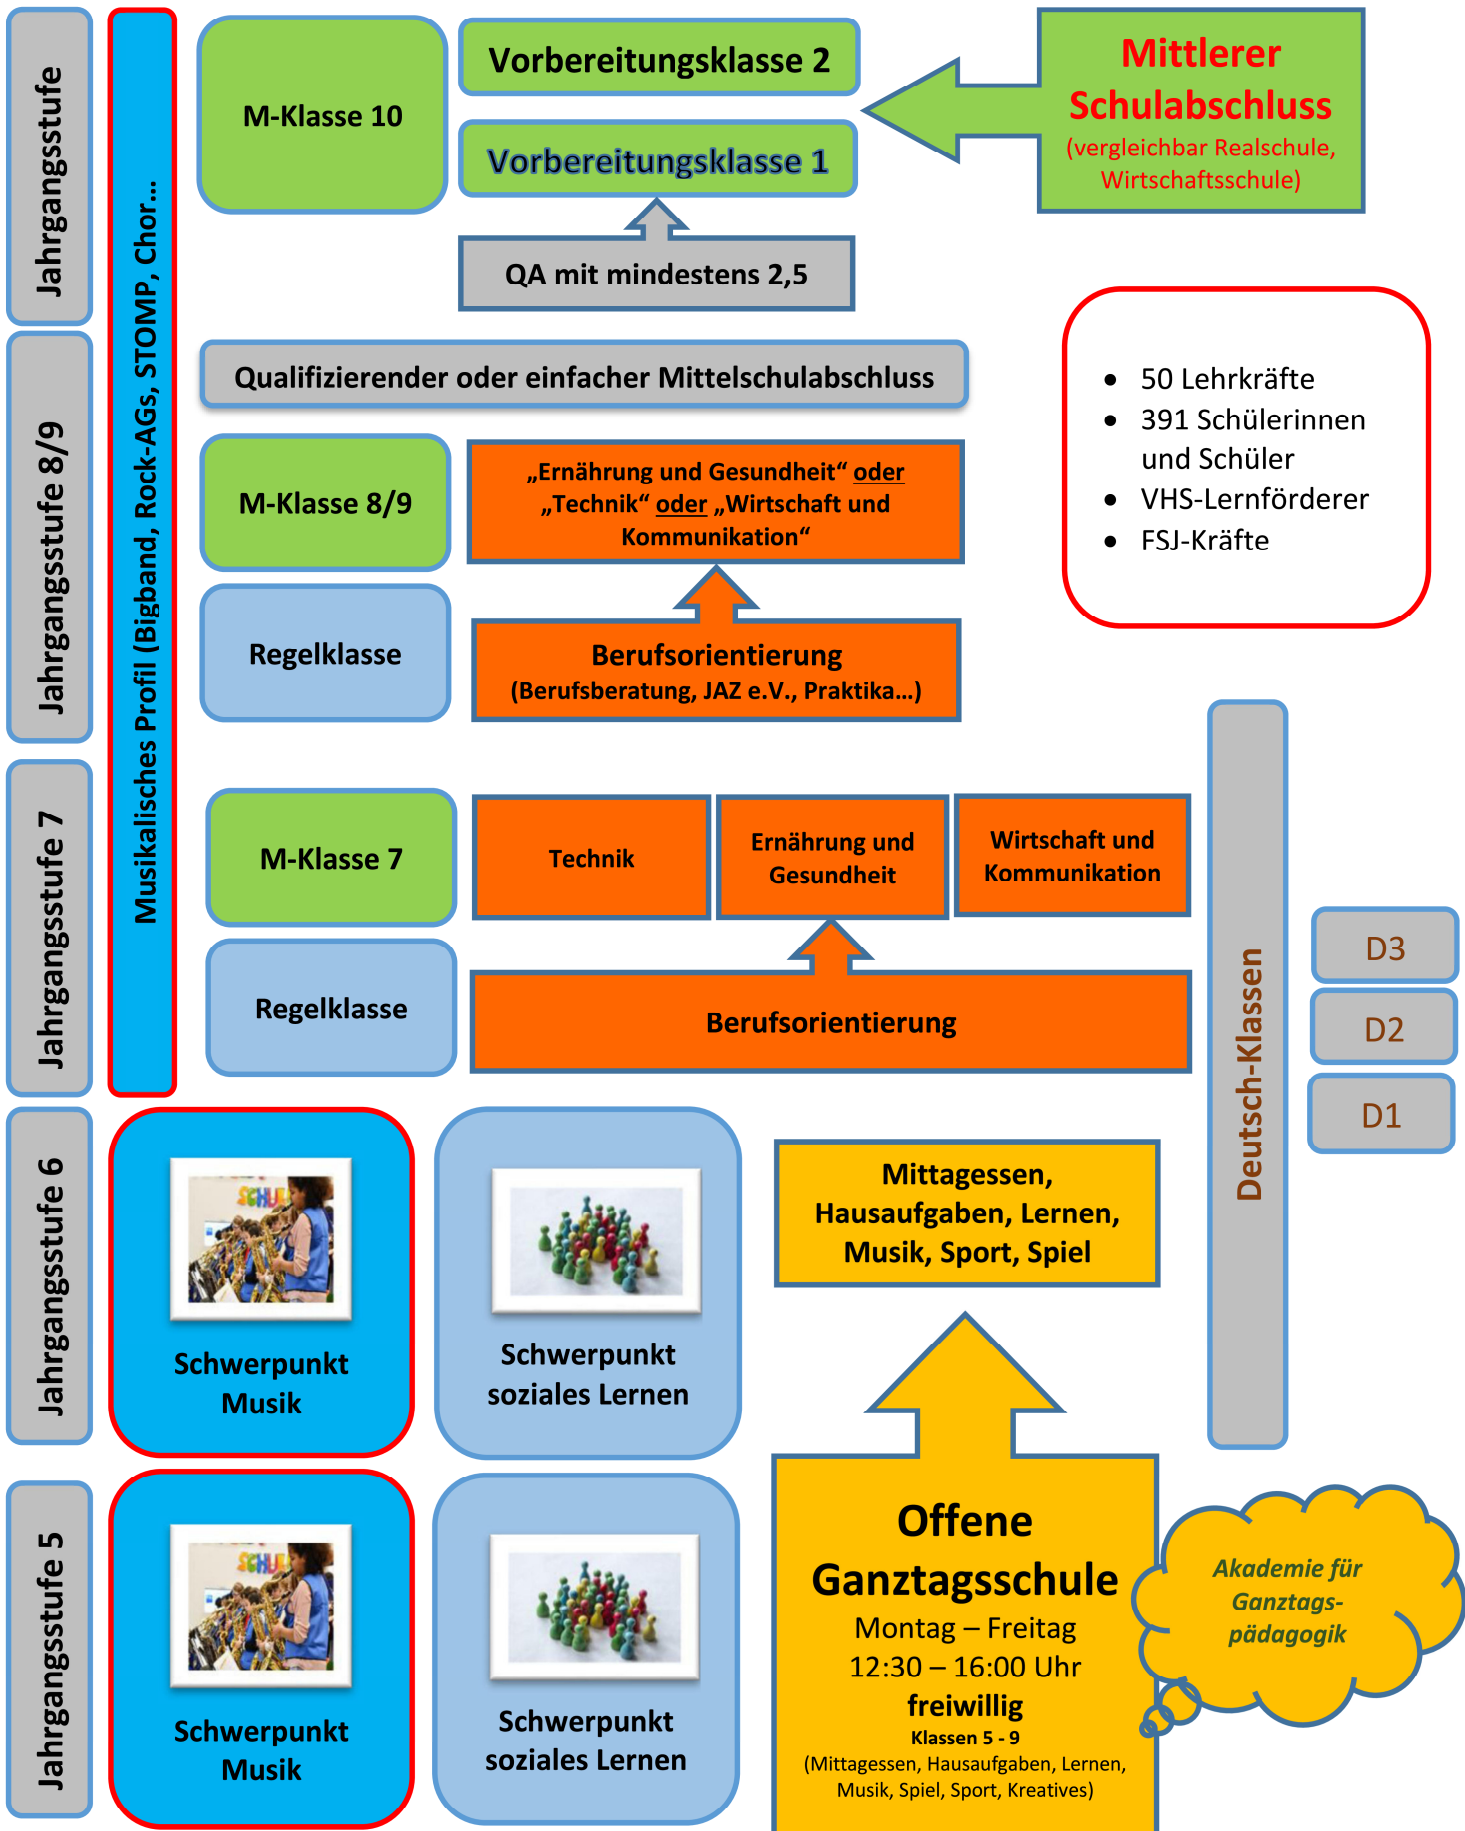 Jahrgangsstufe
Musikalisches Profil (Bigband, Rock-AGs, STOMP, Chor…
M-Klasse 10
Vorbereitungsklasse 2
Vorbereitungsklasse 1
QA mit mindestens 2,5
Mittlerer
Schulabschluss
(vergleichbar Realschule,
Wirtschaftsschule)
Jahrgangsstufe 8/9
Qualifizierender oder einfacher Mittelschulabschluss
M-Klasse 8/9
„Ernährung und Gesundheit“ oder
„Technik“ oder „Wirtschaft und
Kommunikation“
Regelklasse
Berufsorientierung
(Berufsberatung, JAZ e.V., Praktika…)
• 50 Lehrkräfte
• 391 Schülerinnen
und Schüler
• VHS-Lernförderer
• FSJ-Kräfte
Jahrgangsstufe 7
M-Klasse 7
Technik
Ernährung und
Gesundheit
Wirtschaft und
Kommunikation
Regelklasse
Berufsorientierung
Deutsch-Klassen
D3
D2
D1
Jahrgangsstufe 6
Schwerpunkt
Musik
Schwerpunkt
soziales Lernen
Mittagessen,
Hausaufgaben, Lernen,
Musik, Sport, Spiel
Jahrgangsstufe 5
Schwerpunkt
Musik
Schwerpunkt
soziales Lernen
Offene
Ganztagsschule
Montag – Freitag
12:30 – 16:00 Uhr
freiwillig
Klassen 5 - 9
(Mittagessen, Hausaufgaben, Lernen,
Musik, Spiel, Sport, Kreatives)
Akademie für
Ganztags-
pädagogik